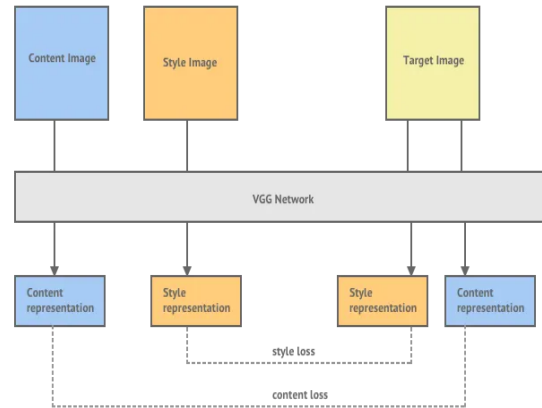 Content Image
Style Image
Target Image
VGG Network
Content
representation
Style
representation
Style
representation
Content
representation
style loss
content loss